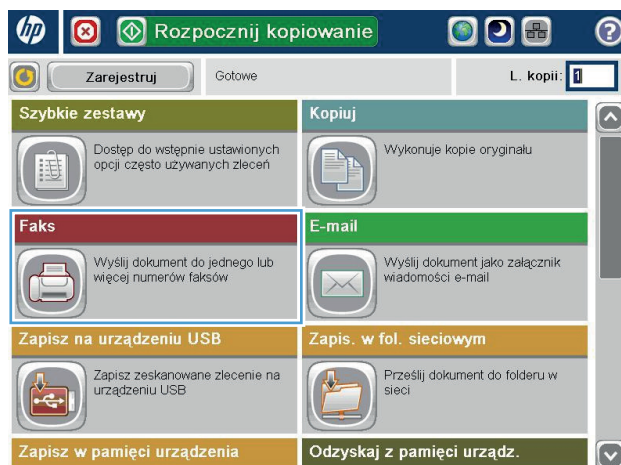 hp
Rozpocznij kopiowanie
?
Zarejestruj
Gotowe
L. kopii: 1
Szybkie zestawy
Dostęp do wstępnie ustawionych
opcji często używanych zleceń
Kopiuj
Wykonuje kopie oryginału
Faks
Wyślij dokument do jednego lub
więcej numerów faksów
E-mail
Wyślij dokument jako załącznik
wiadomości e-mail
Zapisz na urządzeniu USB
Zapisz zeskanowane zlecenie na
urządzeniu USB
Zapis. w fol. sieciowym
Prześlij dokument do folderu w
sieci
Zapisz w pamięci urządzenia
Odzyskaj z pamięci urządz.